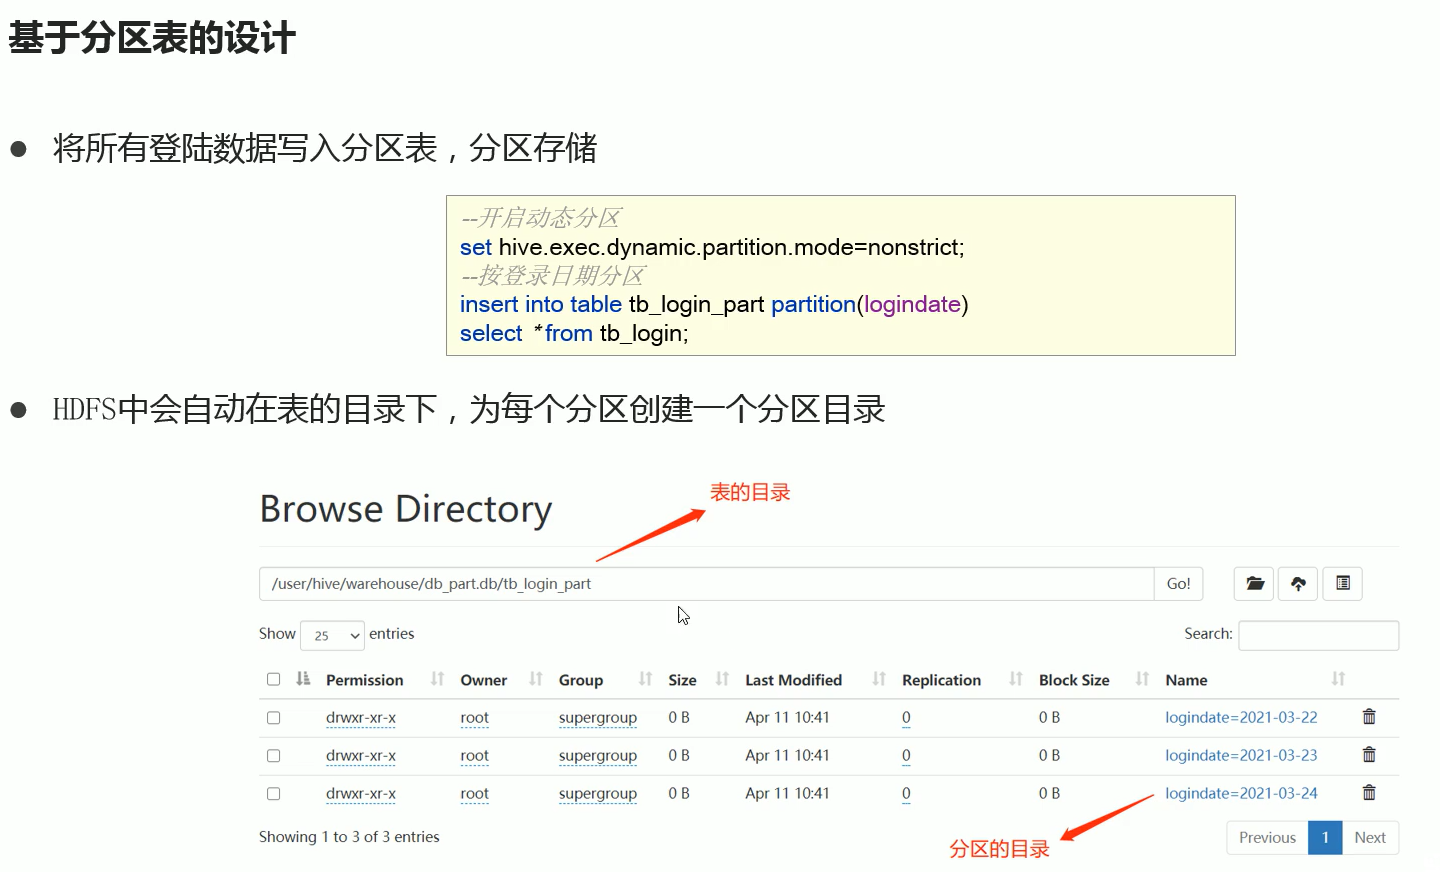 基于分区表的设计
● 将所有登陆数据写入分区表，分区存储
--开启动态分区
set hive.exec.dynamic.partition.mode=nonstrict;
--按登录日期分区
insert into table tb_login_part partition(logindate)
select *from tb_login;
● HDFS中会自动在表的目录下，为每个分区创建一个分区目录
表的目录
Browse Directory
/user/hive/warehouse/db_part.db/tb_login_part Go!
Show 25 entries Search:
Permission Owner Group Size Last Modified Replication Block Size Name
drwxr-xr-x root supergroup 0 B Apr 11 10:41 0 0 B logindate=2021-03-22
drwxr-xr-x root supergroup 0 B Apr 11 10:41 0 0 B logindate=2021-03-23
drwxr-xr-x root supergroup 0 B Apr 11 10:41 0 0 B logindate=2021-03-24
Showing 1 to 3 of 3 entries Previous 1 Next
分区的目录